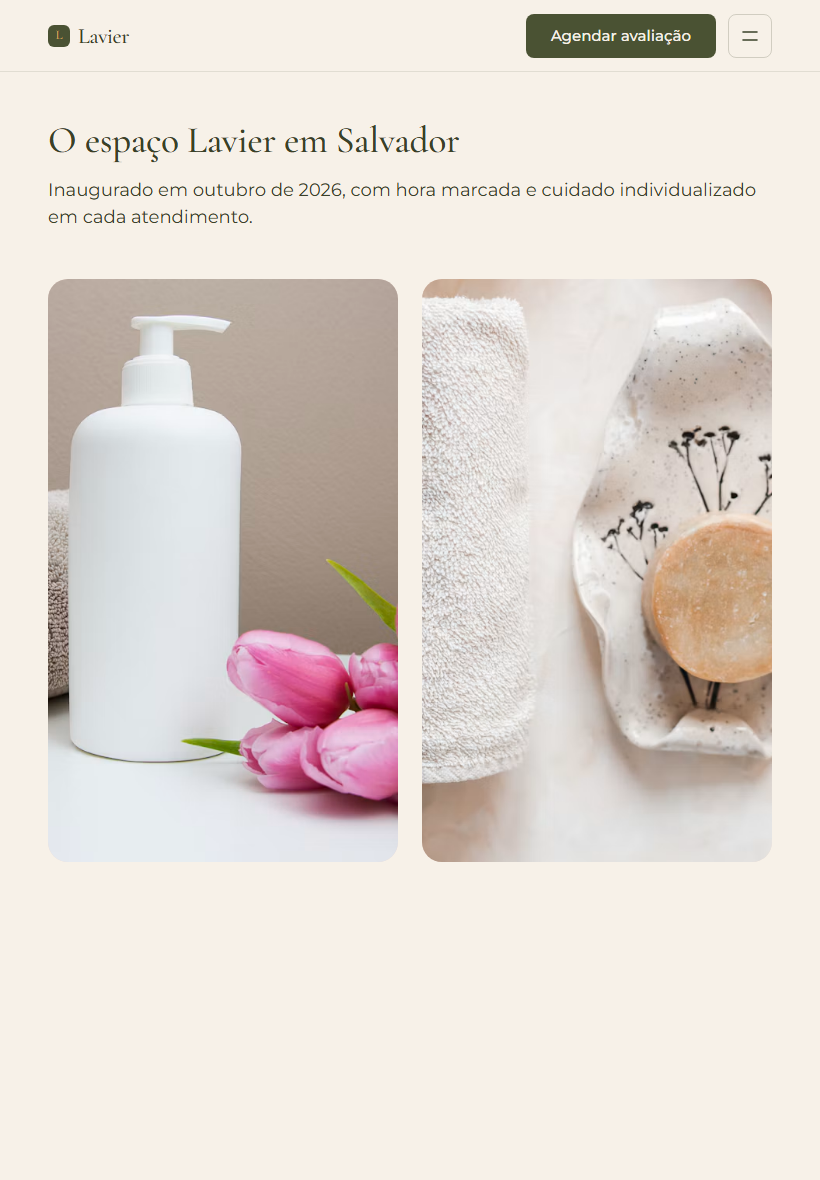 L Lavier
Agendar avaliação
O espaço Lavier em Salvador
Inaugurado em outubro de 2026, com hora marcada e cuidado individualizado
em cada atendimento.